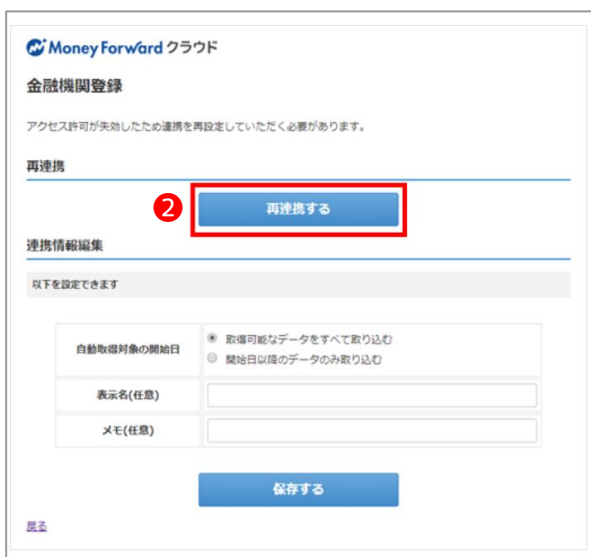 Money Forward クラウド
金融機関登録
アクセス許可が失効したため連携を再設定していただく必要があります。
再連携
2 再連携する
連携情報編集
以下を設定できます
自動取得対象の開始日
取得可能なデータをすべて取り込む
開始日以降のデータのみ取り込む
表示名(任意)
メモ(任意)
保存する
戻る